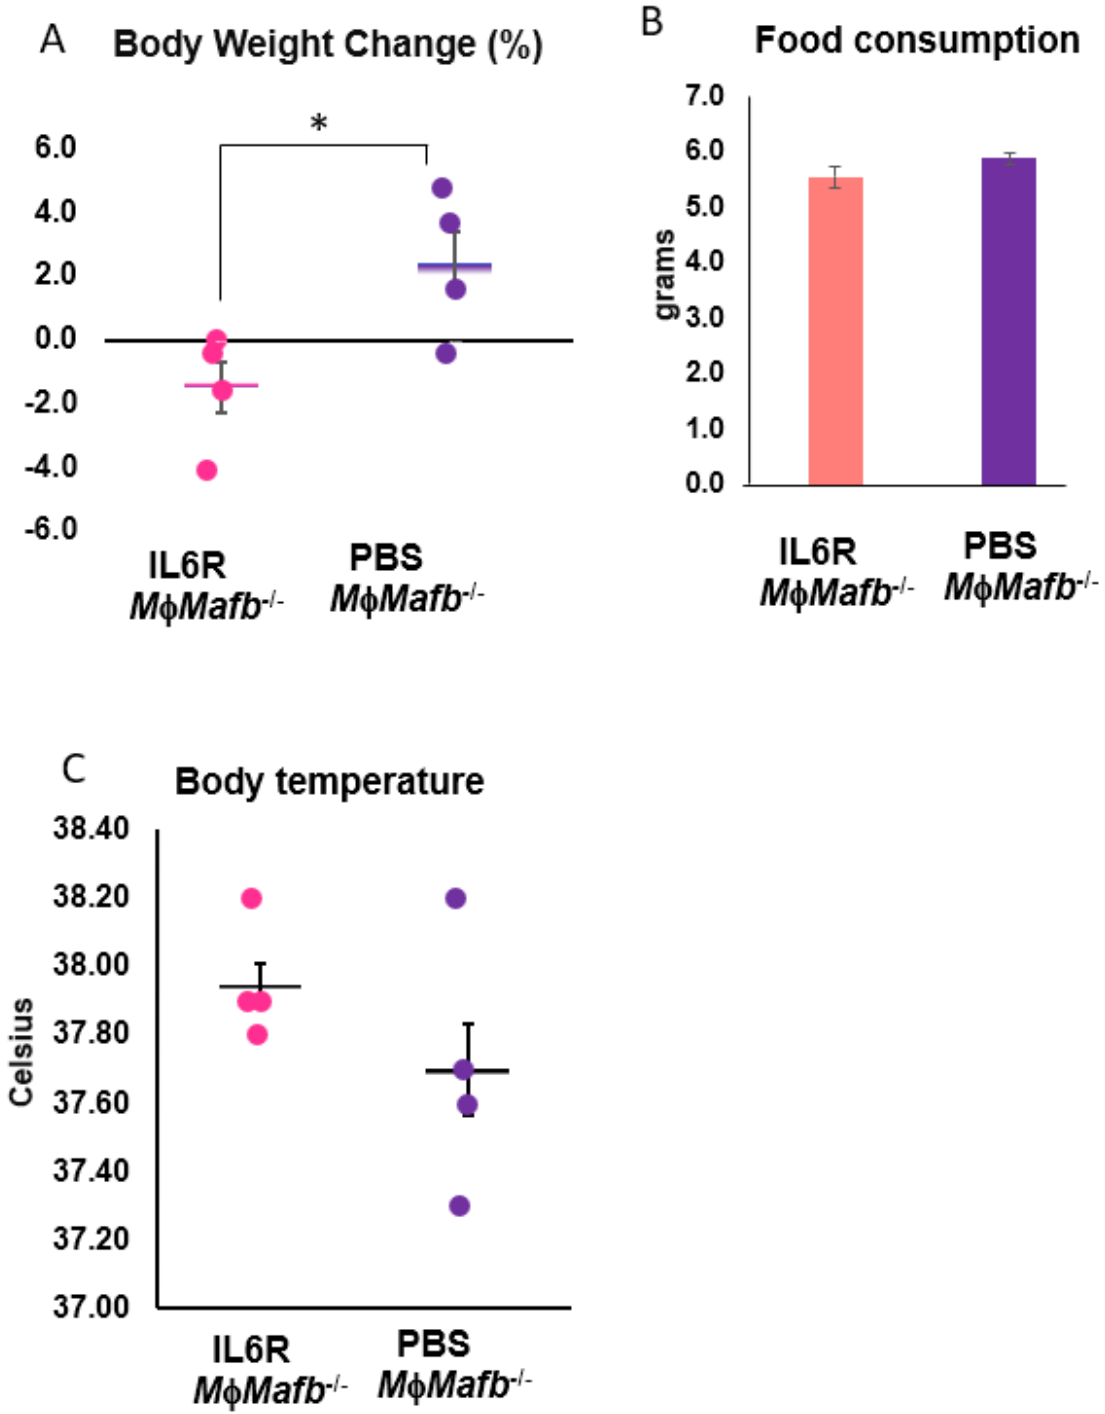 A
Body Weight Change (%)
*
6.0
4.0
2.0
0.0
-2.0
-4.0
-6.0
IL6R
MϕMafb-/-
PBS
MϕMafb-/-
B
Food consumption
grams
7.0
6.0
5.0
4.0
3.0
2.0
1.0
0.0
IL6R
MϕMafb-/-
PBS
MϕMafb-/-
C
Body temperature
Celsius
38.40
38.20
38.00
37.80
37.60
37.40
37.20
37.00
IL6R
MϕMafb-/-
PBS
MϕMafb-/-